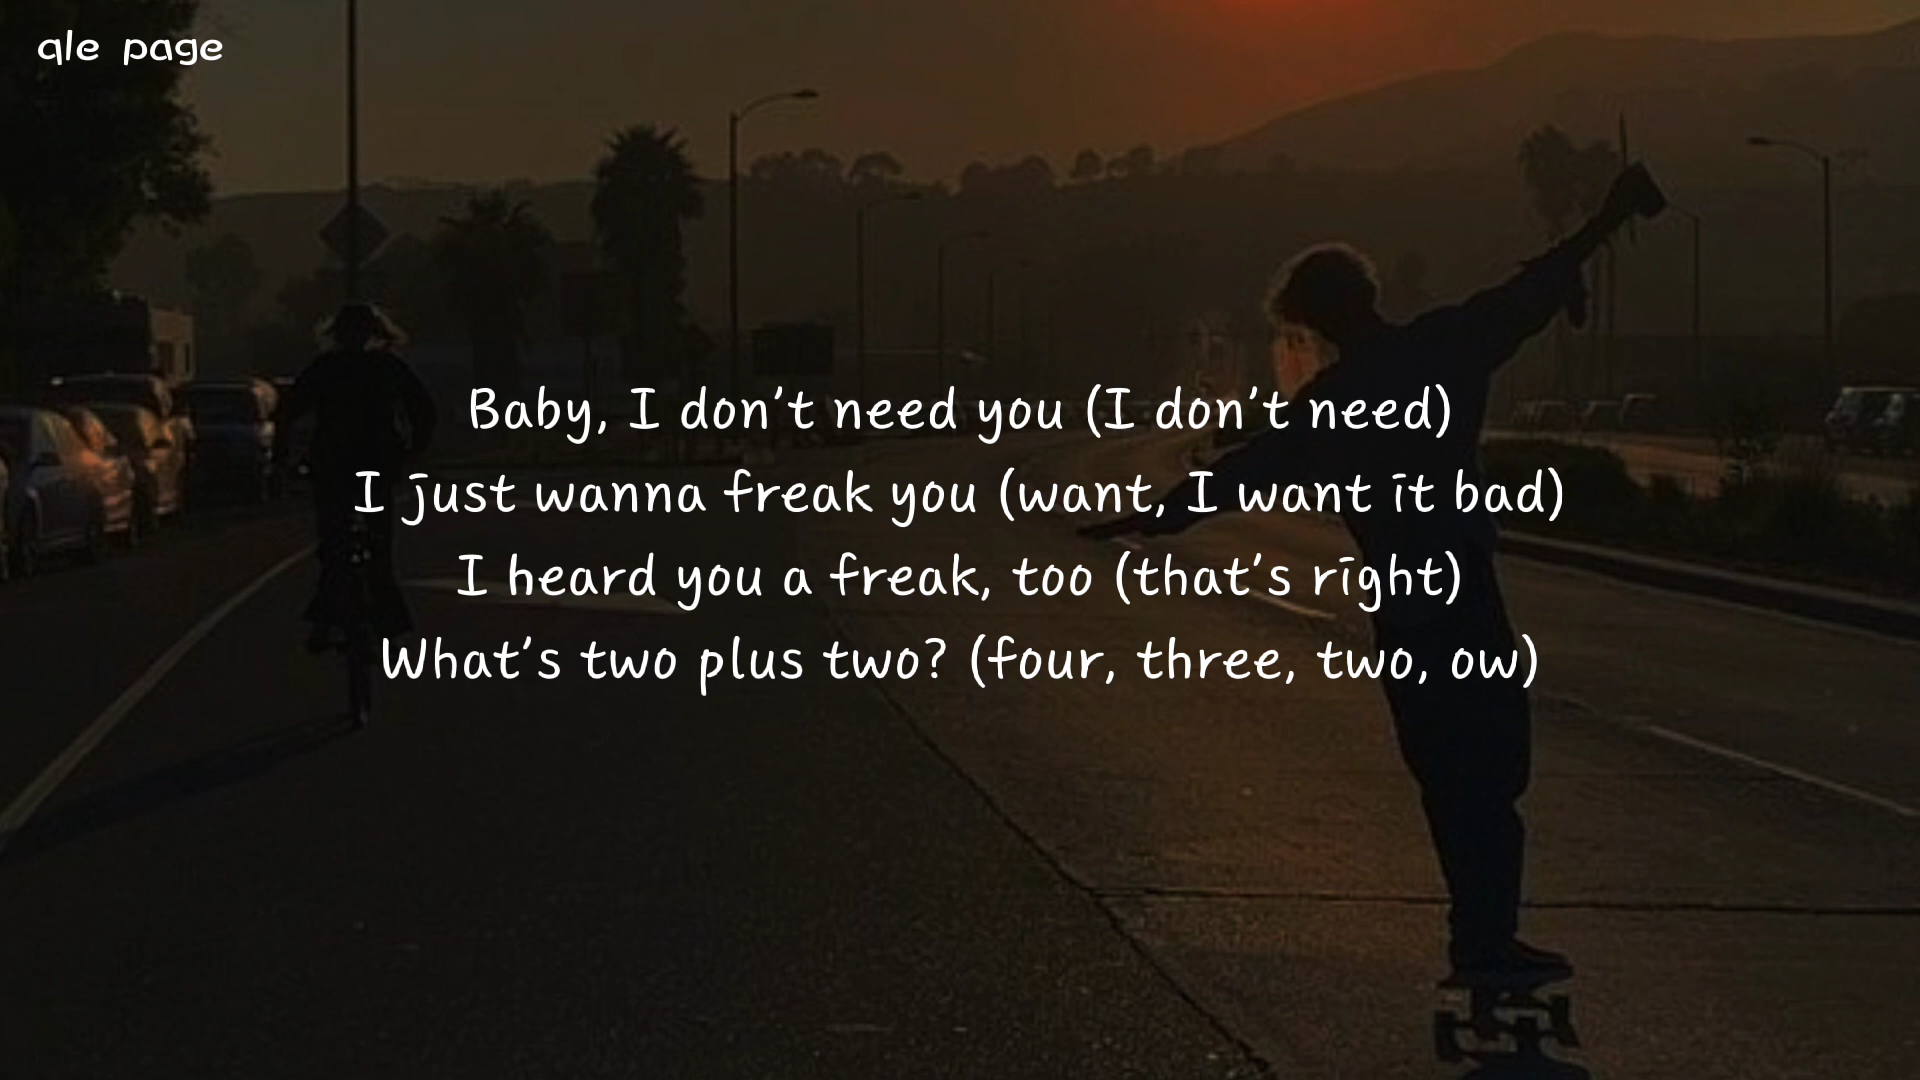 qle page
Baby, I don't need you (I don't need)
I just wanna freak you (want, I want it bad)
I heard you a freak, too (that's right)
What's two plus two? (four, three, two, ow)